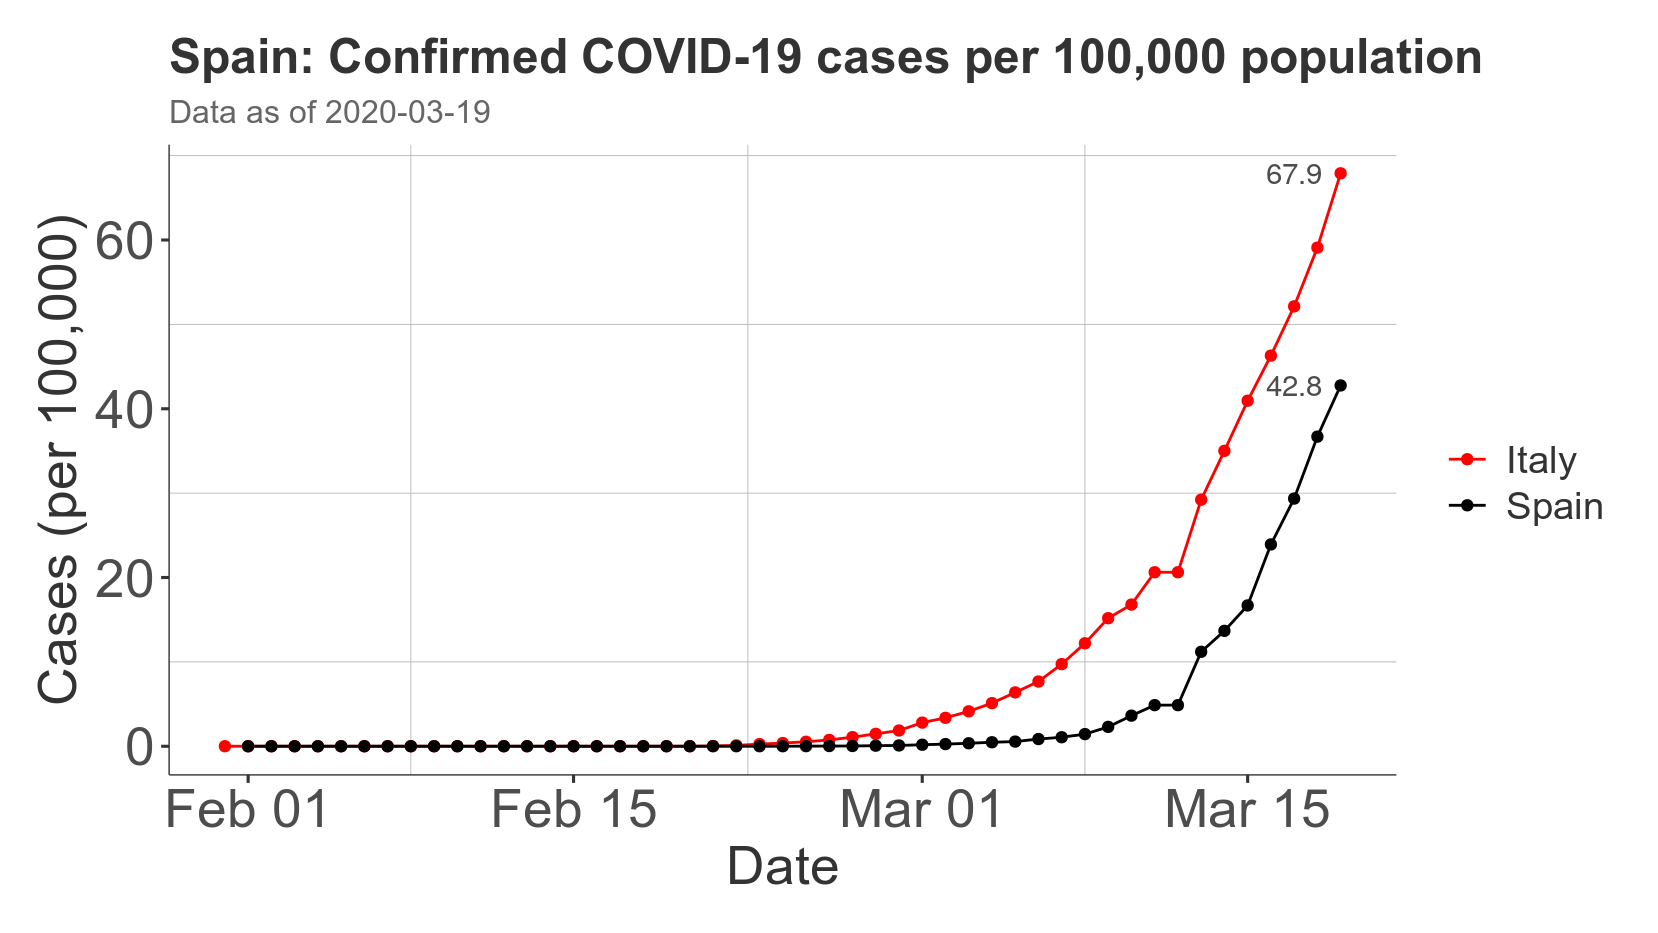 Spain: Confirmed COVID-19 cases per 100,000 population
Data as of 2020-03-19
Cases (per 100,000)
60
40
20
0
67.9
42.8
Italy
Spain
Feb 01
Feb 15
Mar 01
Mar 15
Date